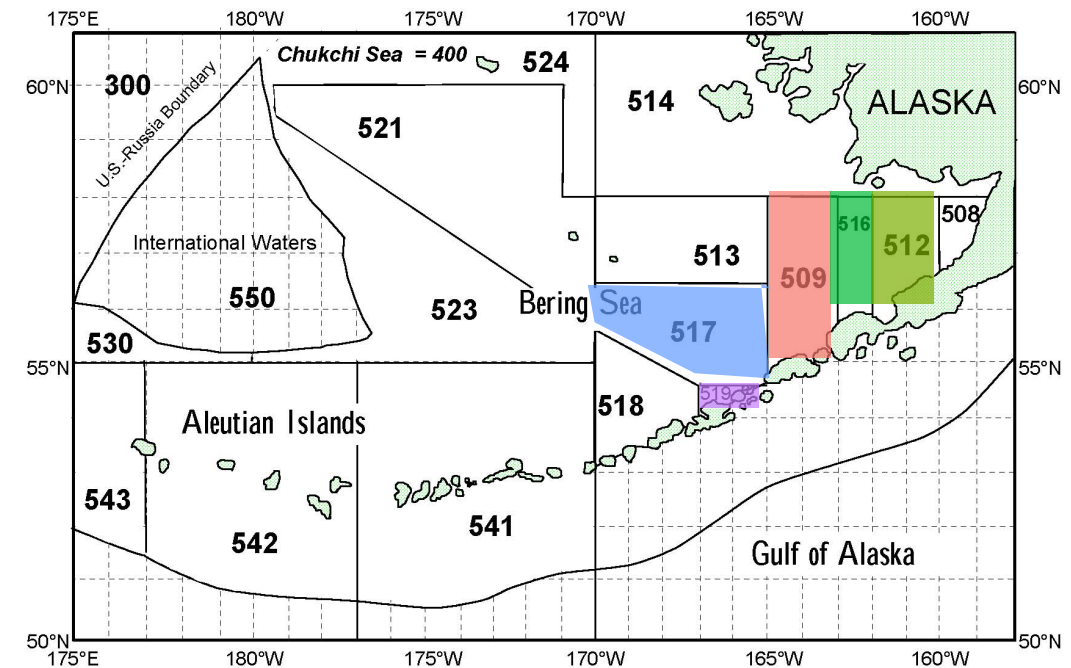 175°E 180°W 175°W 170°W 165°W 160°W
Chukchi Sea = 400
524
300
60°N
60°N
514
ALASKA
U.S.-Russia Boundary
521
508
516
International Waters
513
512
509
550
Bering Sea
523
517
530
55°N
55°N
519
518
Aleutian Islands
543
541
542
Gulf of Alaska
50°N
50°N
175°E 180°W 175°W 170°W 165°W 160°W